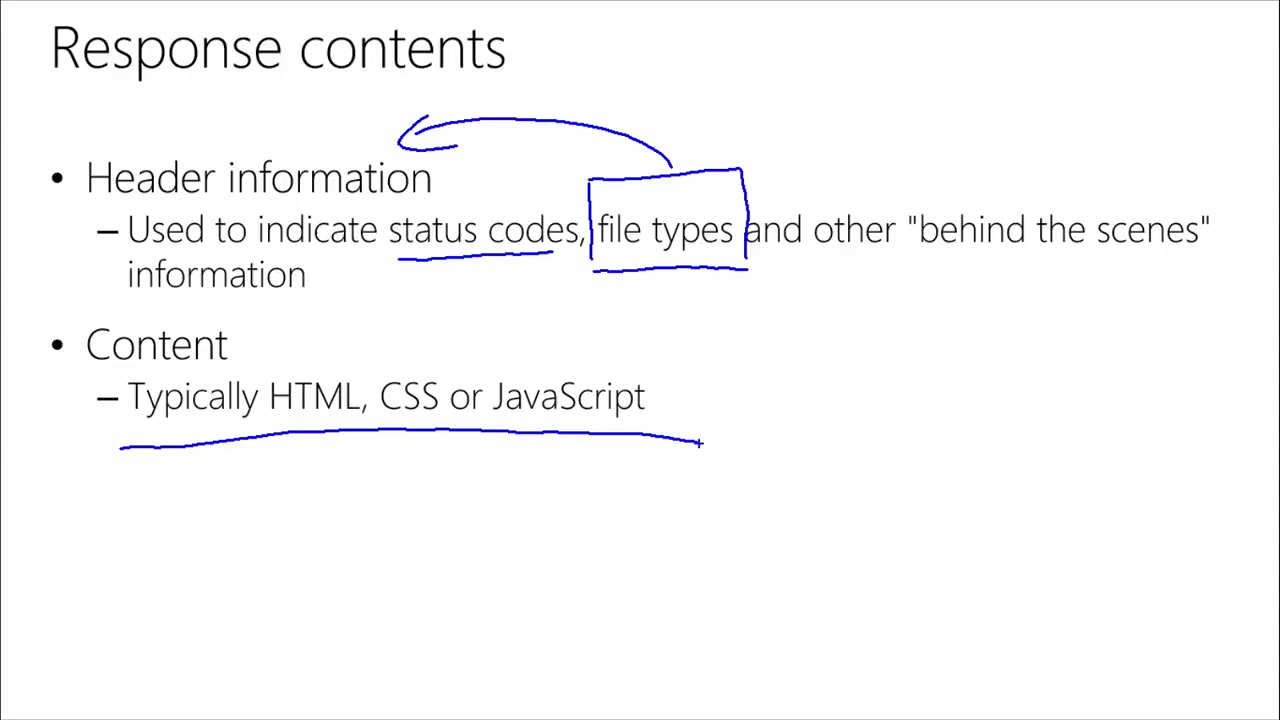 Response contents
• Header information
– Used to indicate status codes, file types and other "behind the scenes"
information
• Content
– Typically HTML, CSS or JavaScript